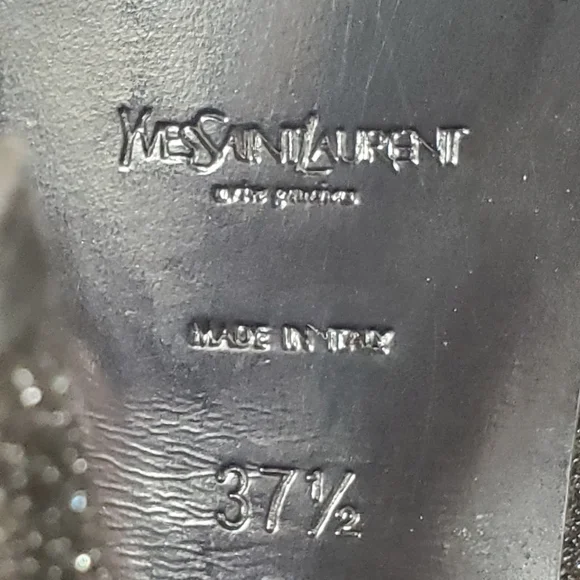 YVESSAINTLAURENT
rive gauche
MADE IN ITALY
37½